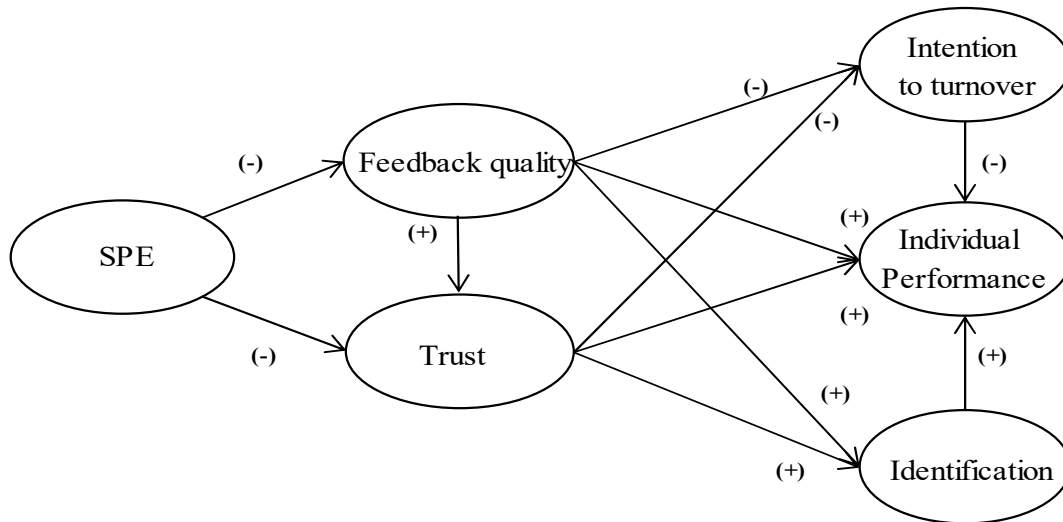 Intention
to turnover
(-)
(-)
(-)
Feedback quality
(-)
(+)
(+)
SPE
Individual
Performance
(+)
(-)
Trust
(+)
(+)
(+)
Identification